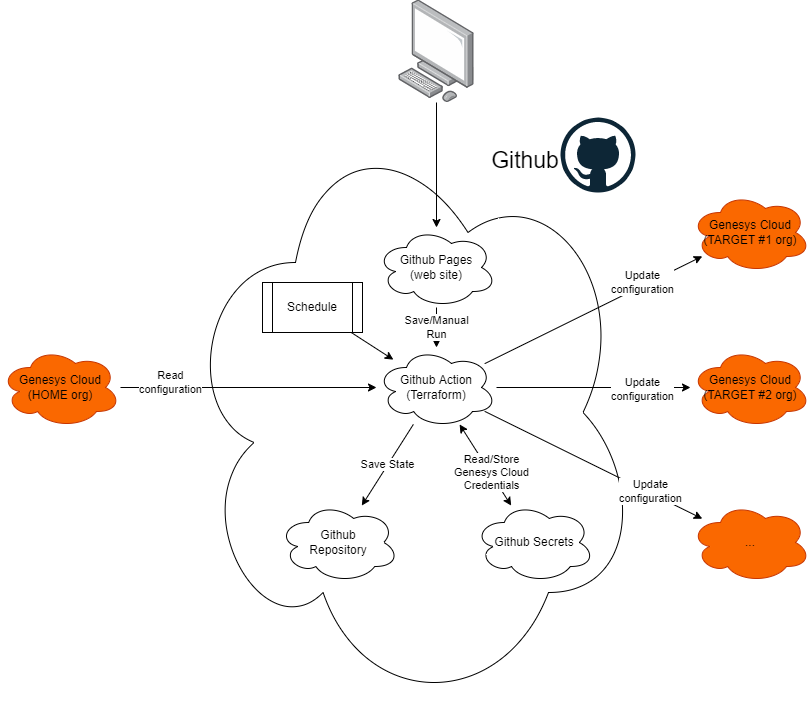 Github
Genesys Cloud
(TARGET #1 org)
Github Pages
(web site)
Update
configuration
Schedule
Save/Manual
Run
Genesys Cloud
(HOME org)
Read
configuration
Github Action
(Terraform)
Update
configuration
Genesys Cloud
(TARGET #2 org)
Save State
Read/Store
Genesys Cloud
Credentials
Update
configuration
Github
Repository
Github Secrets
...